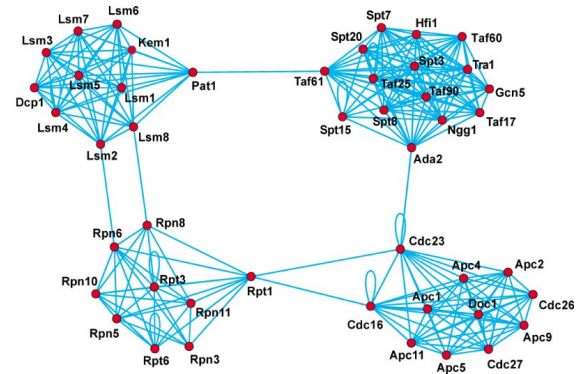 Lsm6
Lsm7
Lsm3
Kem1
Lsm5
Dcp1
Lsm1
Lsm4
Lsm8
Lsm2
Pat1
Spt7
Hfi1
Taf60
Spt20
Spt3
Tra1
Taf61
Taf25
Taf90
Gcn5
Spt15
Spt8
Ngg1
Taf17
Ada2
Rpn8
Rpn6
Rpt3
Rpn10
Rpn11
Rpn5
Rpt6
Rpn3
Rpt1
Cdc23
Apc4
Apc2
Apc1
Doc1
Cdc26
Cdc16
Apc9
Apc11
Apc5
Cdc27